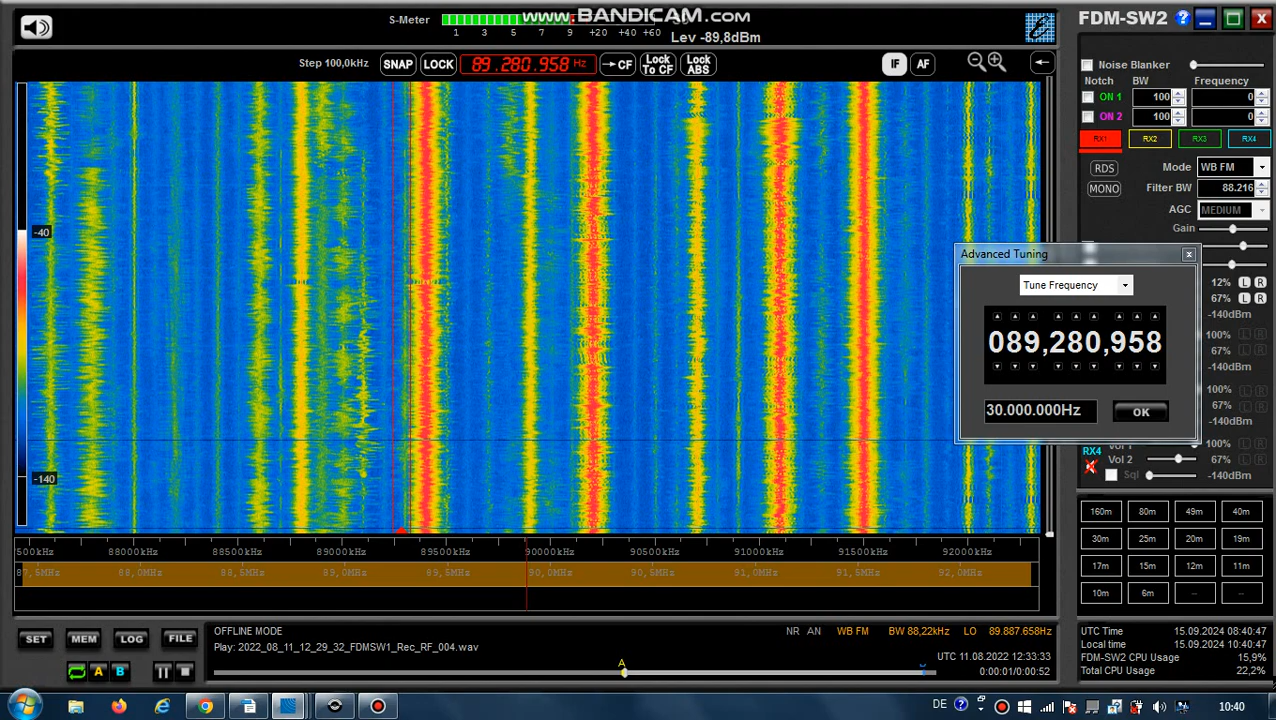 www.BANDICAM.com
FDM-SW2
S-Meter
1 3 5 7 9 +20 +40 +60
Lev -89,8dBm
Step 100,0kHz
SNAP
LOCK
89.280.958 Hz
→CF
Lock To CF
Lock ABS
IF
AF
Noise Blanker
Notch BW Frequency
ON 1 100 0
ON 2 100 0
RX1 RX2 RX3 RX4
RDS Mode WB FM
MONO Filter BW 88.216
AGC MEDIUM
Gain
-40
-140
Advanced Tuning
Tune Frequency
089,280,958
30.000.000Hz OK
12% L R
67% L R
-140dBm
100% L R
67% L R
-140dBm
100% L R
67% L R
-140dBm
RX4 100% L R
Vol 2 67% L R
Sql -140dBm
500kHz 88000kHz 88500kHz 89000kHz 89500kHz 90000kHz 90500kHz 91000kHz 91500kHz 92000kHz
87,5MHz 88,0MHz 88,5MHz 89,0MHz 89,5MHz 90,0MHz 90,5MHz 91,0MHz 91,5MHz 92,0MHz
160m 80m 49m 40m
30m 25m 20m 19m
17m 15m 12m 11m
10m 6m -- --
SET MEM LOG FILE
A B
OFFLINE MODE
NR AN WB FM BW 88,22kHz LO 89.887.658Hz
Play: 2022_08_11_12_29_32_FDMSW1_Rec_RF_004.wav
UTC 11.08.2022 12:33:33
A
0:00:01/0:00:52
UTC Time 15.09.2024 08:40:47
Local Time 15.09.2024 10:40:47
FDM-SW2 CPU Usage 15,9%
Total CPU Usage 22,2%
DE
10:40